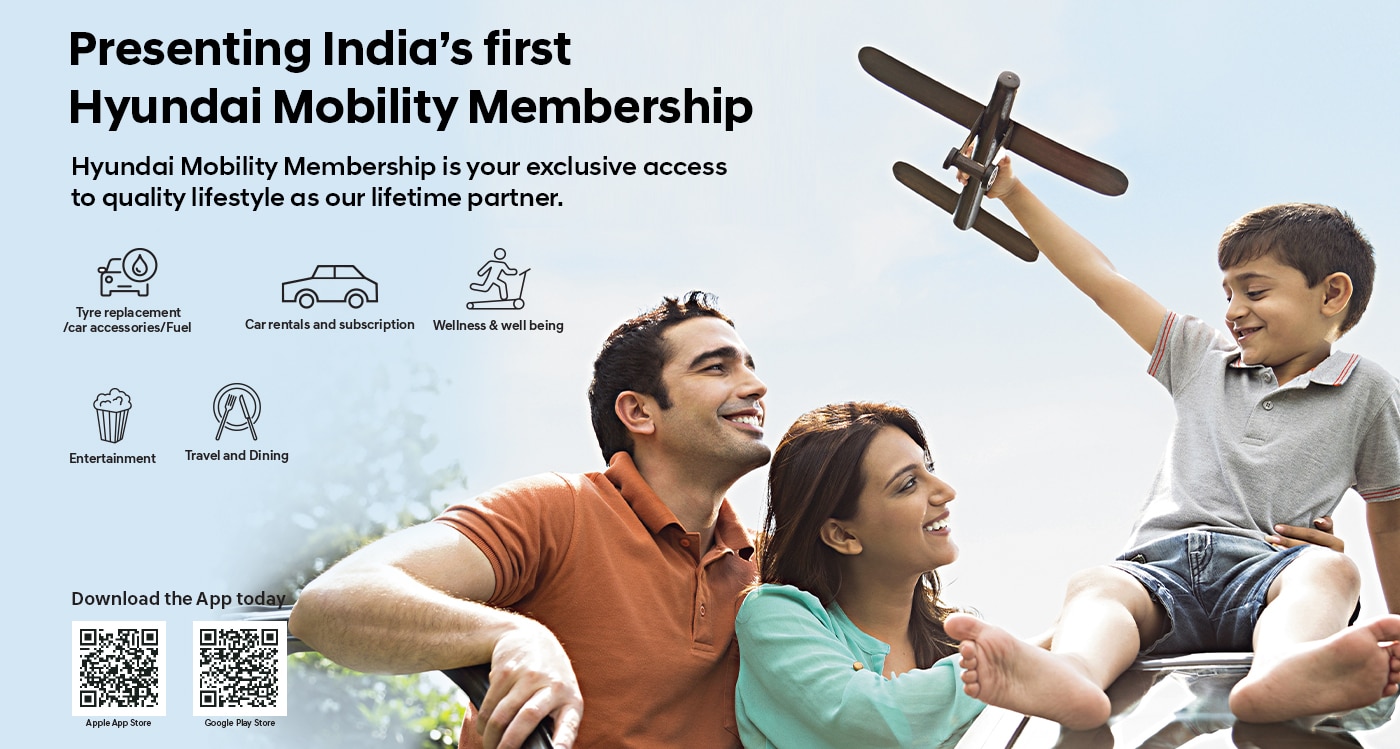 Presenting India's first
Hyundai Mobility Membership
Hyundai Mobility Membership is your exclusive access
to quality lifestyle as our lifetime partner.
Tyre replacement
/car accessories/Fuel
Car rentals and subscription
Wellness & well being
Entertainment
Travel and Dining
Download the App today
Apple App Store
Google Play Store